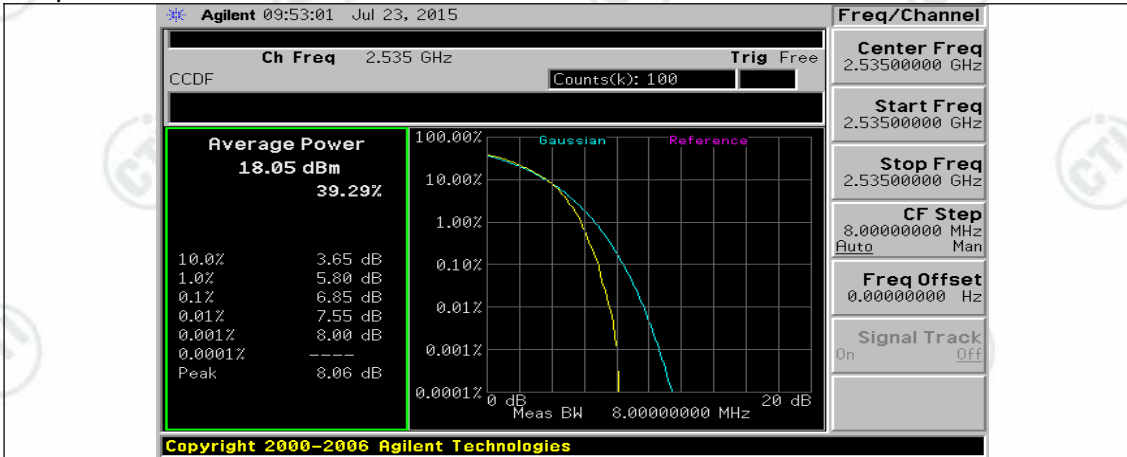 Agilent 09:53:01 Jul 23, 2015
Freq/Channel
Ch Freq 2.535 GHz Trig Free
CCDF Counts(k): 100
Center Freq
2.53500000 GHz
Start Freq
2.53500000 GHz
Stop Freq
2.53500000 GHz
CF Step
8.00000000 MHz
Auto Man
Freq Offset
0.00000000 Hz
Signal Track
On Off
Average Power
18.05 dBm
39.29%
10.0% 3.65 dB
1.0% 5.80 dB
0.1% 6.85 dB
0.01% 7.55 dB
0.001% 8.00 dB
0.0001% ----
Peak 8.06 dB
Gaussian Reference
100.00%
10.00%
1.00%
0.10%
0.01%
0.001%
0.0001%
0 dB 20 dB
Meas BW 8.00000000 MHz
Copyright 2000-2006 Agilent Technologies
CTI
CTI